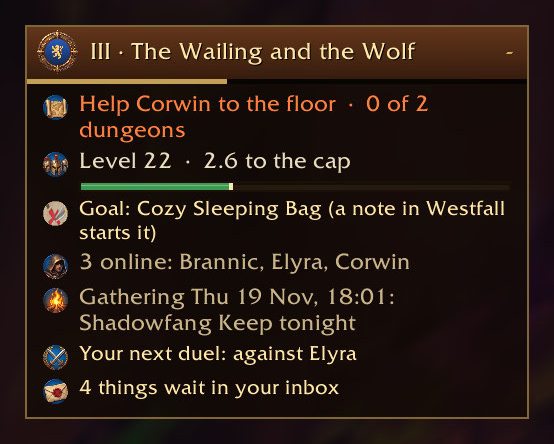 III · The Wailing and the Wolf -
Help Corwin to the floor · 0 of 2
dungeons
Level 22 · 2.6 to the cap
Goal: Cozy Sleeping Bag (a note in Westfall
starts it)
3 online: Brannic, Elyra, Corwin
Gathering Thu 19 Nov, 18:01:
Shadowfang Keep tonight
Your next duel: against Elyra
4 things wait in your inbox